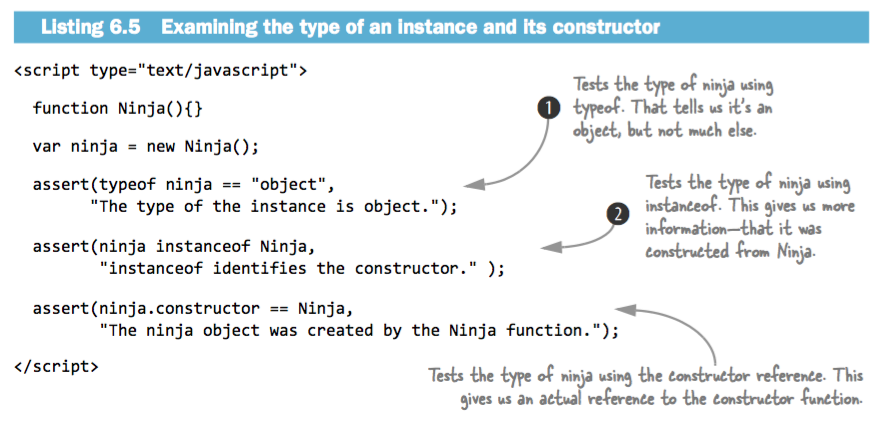 Listing 6.5 Examining the type of an instance and its constructor
<script type="text/javascript">
function Ninja(){}
var ninja = new Ninja();
assert(typeof ninja == "object",
"The type of the instance is object.");
assert(ninja instanceof Ninja,
"instanceof identifies the constructor." );
assert(ninja.constructor == Ninja,
"The ninja object was created by the Ninja function.");
</script>
1
Tests the type of ninja using
typeof. That tells us it's an
object, but not much else.
2
Tests the type of ninja using
instanceof. This gives us more
information—that it was
constructed from Ninja.
Tests the type of ninja using the constructor reference. This
gives us an actual reference to the constructor function.